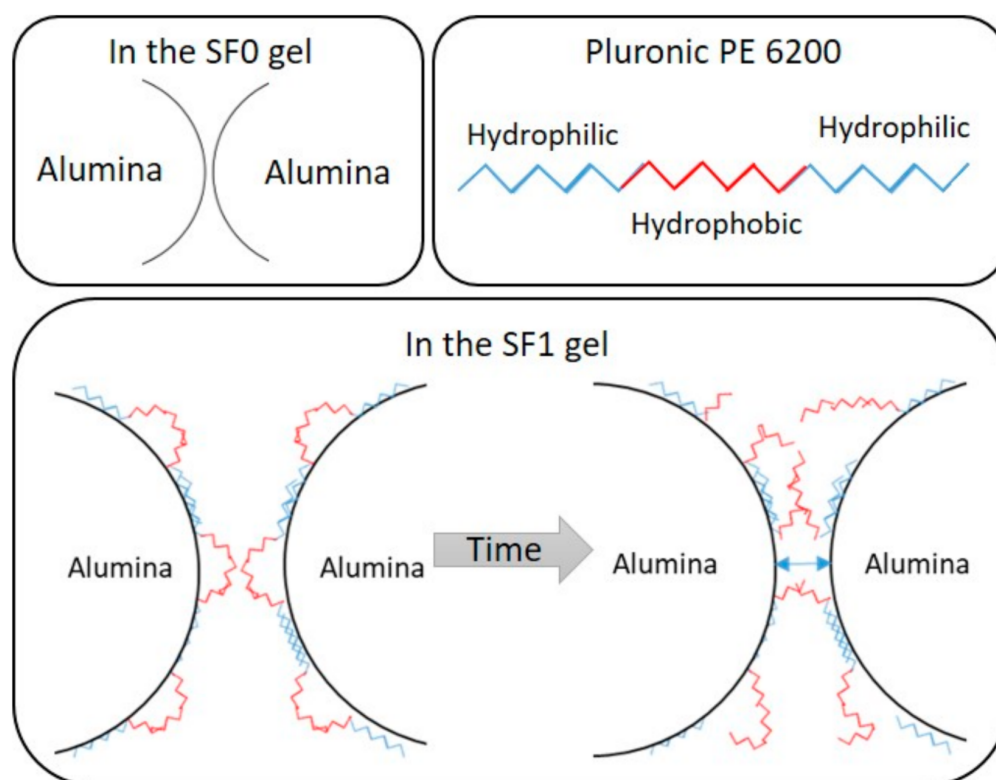 In the SF0 gel
Alumina
Alumina
Pluronic PE 6200
Hydrophilic
Hydrophilic
Hydrophobic
In the SF1 gel
Alumina
Alumina
Time
Alumina
Alumina